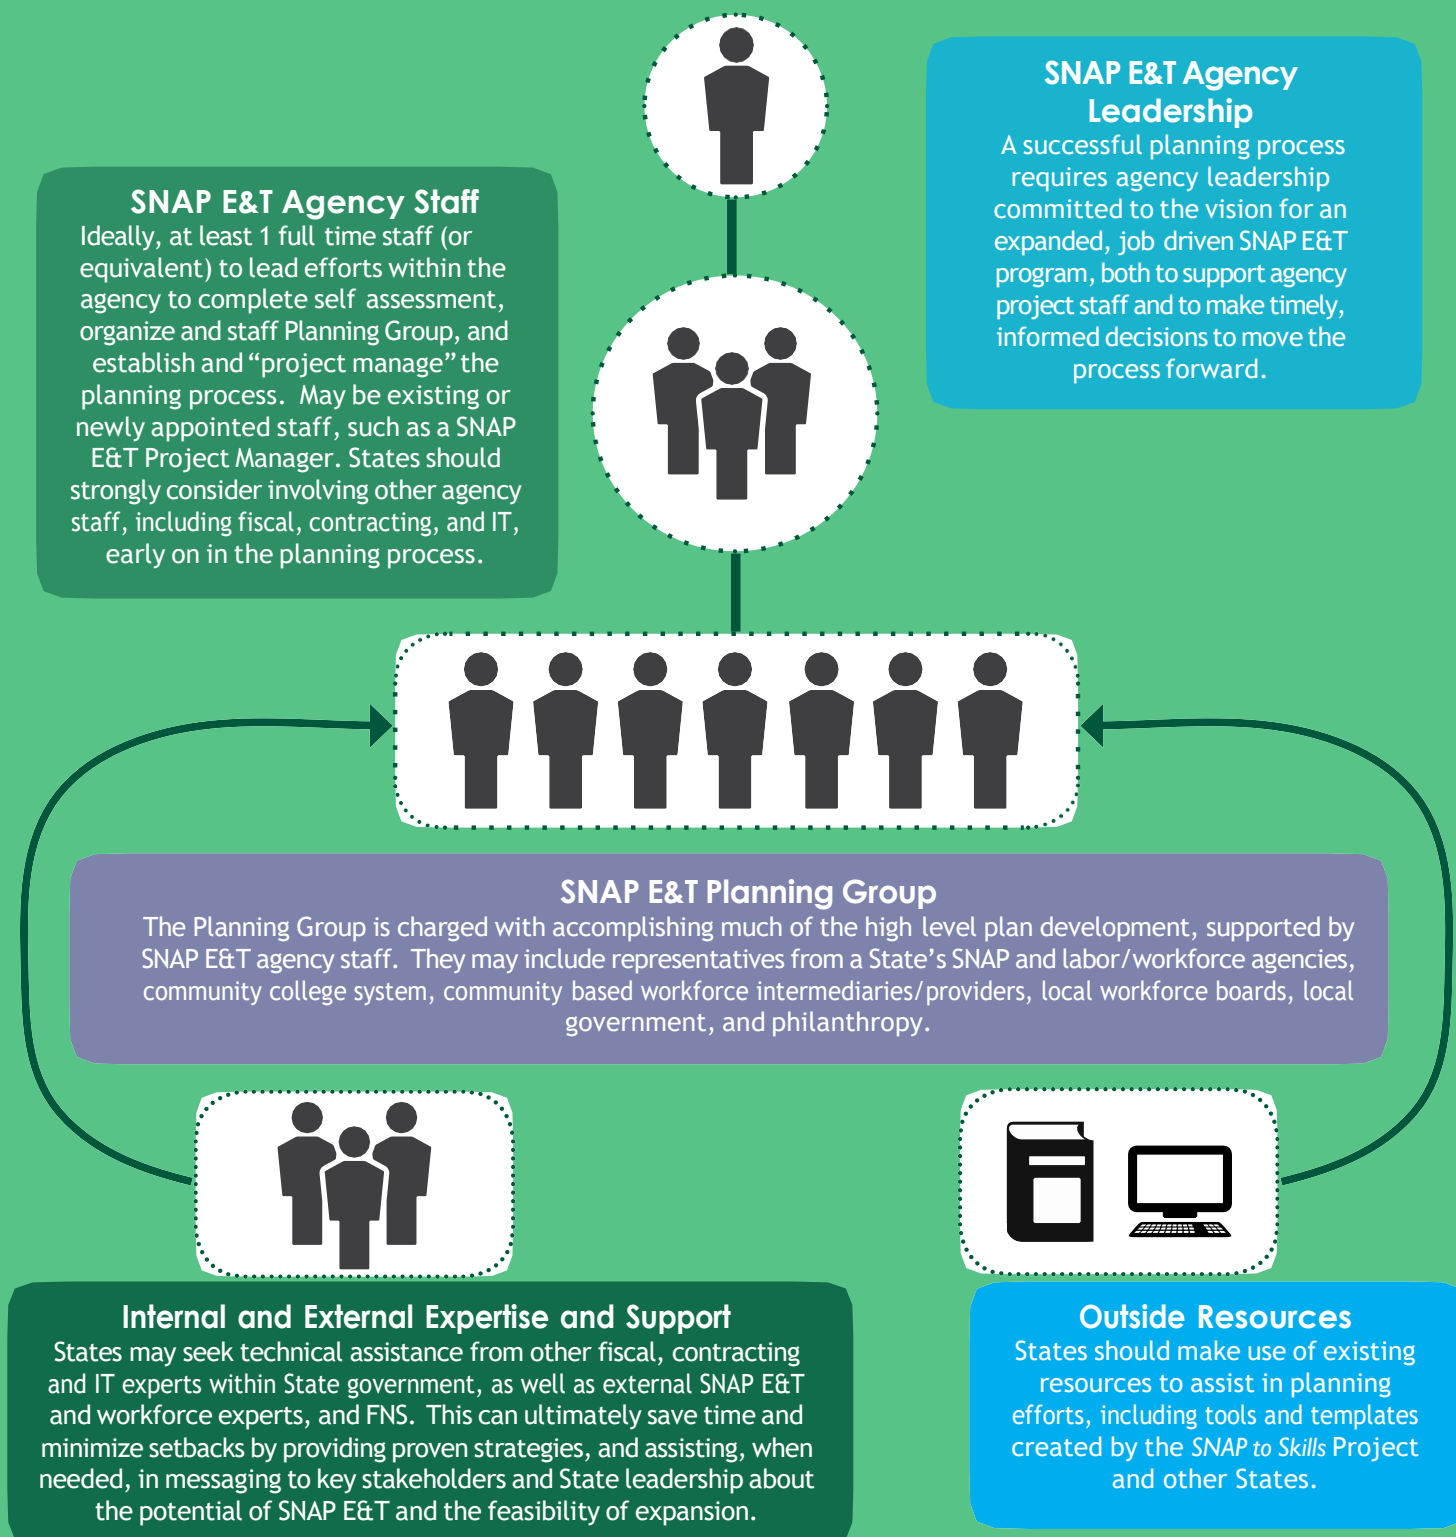 SNAP E&T Agency
Leadership
A successful planning process
requires agency leadership
committed to the vision for an
expanded, job driven SNAP E&T
program, both to support agency
project staff and to make timely,
informed decisions to move the
process forward.
SNAP E&T Agency Staff
Ideally, at least 1 full time staff (or
equivalent) to lead efforts within the
agency to complete self assessment,
organize and staff Planning Group, and
establish and “project manage” the
planning process. May be existing or
newly appointed staff, such as a SNAP
E&T Project Manager. States should
strongly consider involving other agency
staff, including fiscal, contracting, and IT,
early on in the planning process.
SNAP E&T Planning Group
The Planning Group is charged with accomplishing much of the high level plan development, supported by
SNAP E&T agency staff. They may include representatives from a State’s SNAP and labor/workforce agencies,
community college system, community based workforce intermediaries/providers, local workforce boards, local
government, and philanthropy.
Internal and External Expertise and Support
States may seek technical assistance from other fiscal, contracting
and IT experts within State government, as well as external SNAP E&T
and workforce experts, and FNS. This can ultimately save time and
minimize setbacks by providing proven strategies, and assisting, when
needed, in messaging to key stakeholders and State leadership about
the potential of SNAP E&T and the feasibility of expansion.
Outside Resources
States should make use of existing
resources to assist in planning
efforts, including tools and templates
created by the SNAP to Skills Project
and other States.